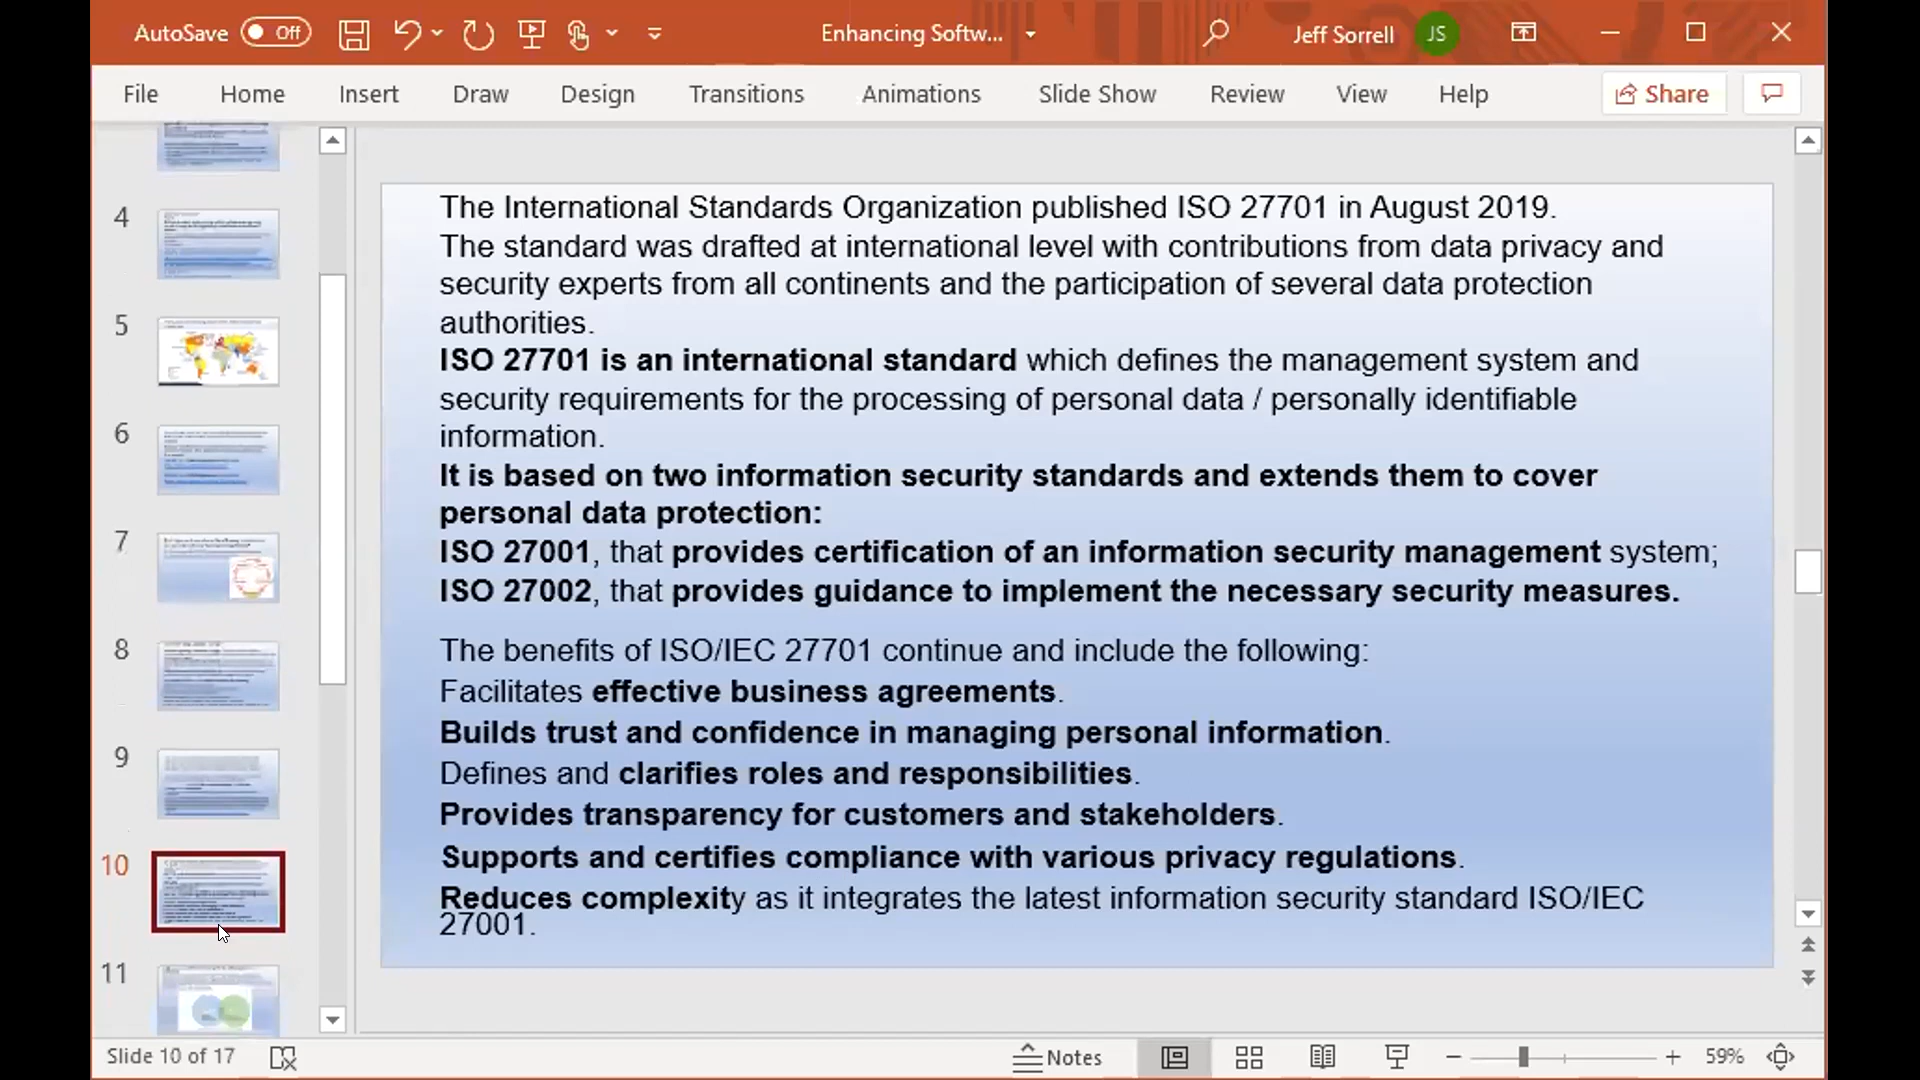 AutoSave Off Enhancing Softw... Jeff Sorrell JS
File Home Insert Draw Design Transitions Animations Slide Show Review View Help Share
4
5
6
7
8
9
10
11
The International Standards Organization published ISO 27701 in August 2019.
The standard was drafted at international level with contributions from data privacy and
security experts from all continents and the participation of several data protection
authorities.
ISO 27701 is an international standard which defines the management system and
security requirements for the processing of personal data / personally identifiable
information.
It is based on two information security standards and extends them to cover
personal data protection:
ISO 27001, that provides certification of an information security management system;
ISO 27002, that provides guidance to implement the necessary security measures.
The benefits of ISO/IEC 27701 continue and include the following:
Facilitates effective business agreements.
Builds trust and confidence in managing personal information.
Defines and clarifies roles and responsibilities.
Provides transparency for customers and stakeholders.
Supports and certifies compliance with various privacy regulations.
Reduces complexity as it integrates the latest information security standard ISO/IEC
27001.
Slide 10 of 17 Notes 59%